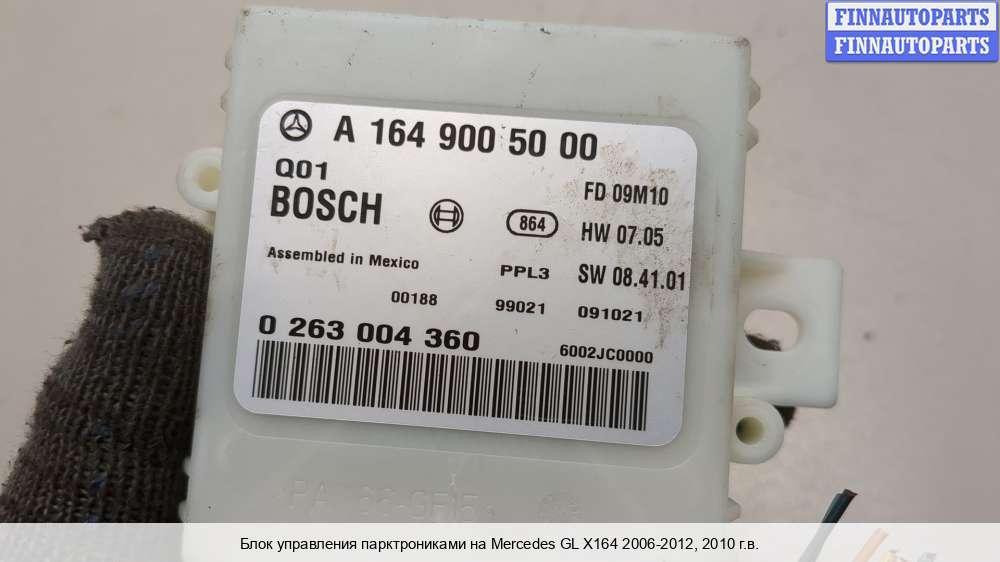 FINNAUTOPARTS
FINNAUTOPARTS
A 164 900 50 00
Q01
FD 09M10
BOSCH
864
HW 07.05
Assembled in Mexico
PPL3
SW 08.41.01
00188
99021
091021
0 263 004 360
6002JC0000
PA
Блок управления парктрониками на Mercedes GL X164 2006-2012, 2010 г.в.